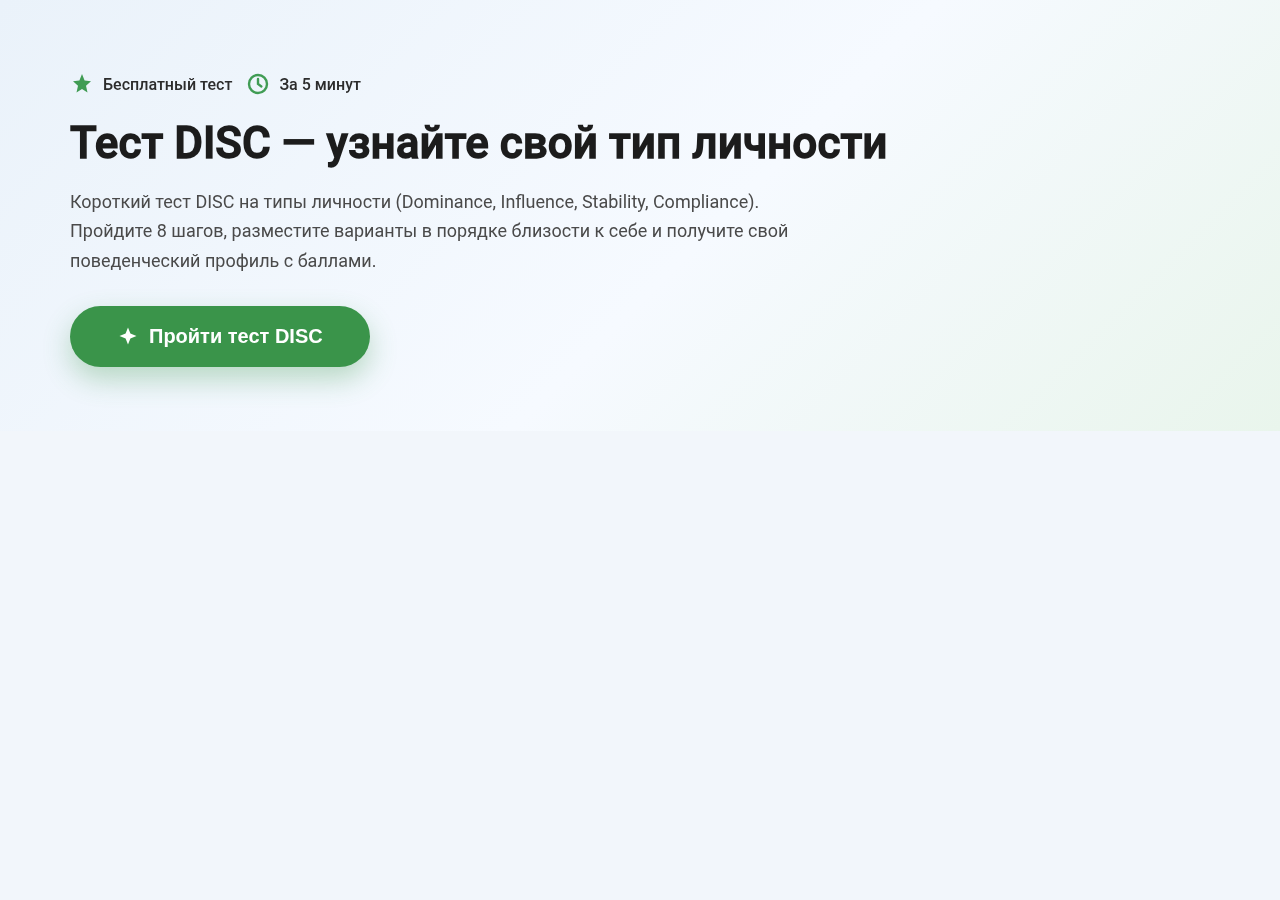 Бесплатный тест За 5 минут
Тест DISC — узнайте свой тип личности
Короткий тест DISC на типы личности (Dominance, Influence, Stability, Compliance).
Пройдите 8 шагов, разместите варианты в порядке близости к себе и получите свой
поведенческий профиль с баллами.
Пройти тест DISC